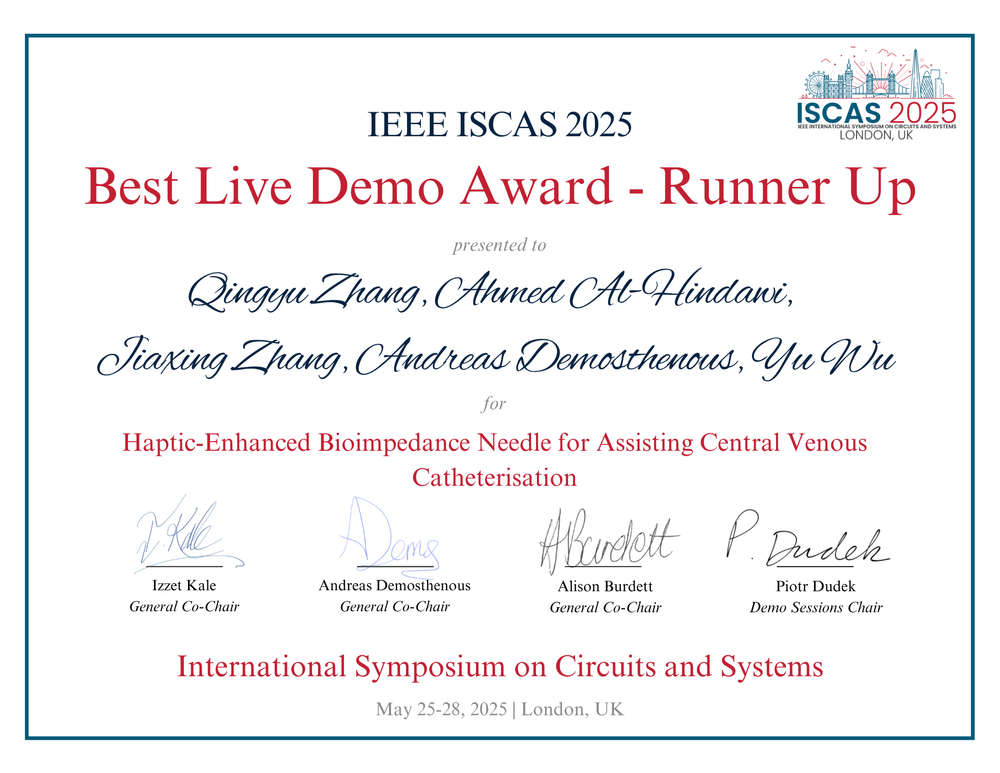 ISCAS 2025
IEEE INTERNATIONAL SYMPOSIUM ON CIRCUITS AND SYSTEMS
LONDON, UK
IEEE ISCAS 2025
Best Live Demo Award - Runner Up
presented to
Qingyu Zhang, Ahmed Al-Hindawi,
Jiaxing Zhang, Andreas Demosthenous, Yu Wu
for
Haptic-Enhanced Bioimpedance Needle for Assisting Central Venous
Catheterisation
I. Kale
ADems
ABurdett
P. Dudek
Izzet Kale
Andreas Demosthenous
Alison Burdett
Piotr Dudek
General Co-Chair
General Co-Chair
General Co-Chair
Demo Sessions Chair
International Symposium on Circuits and Systems
May 25-28, 2025 | London, UK